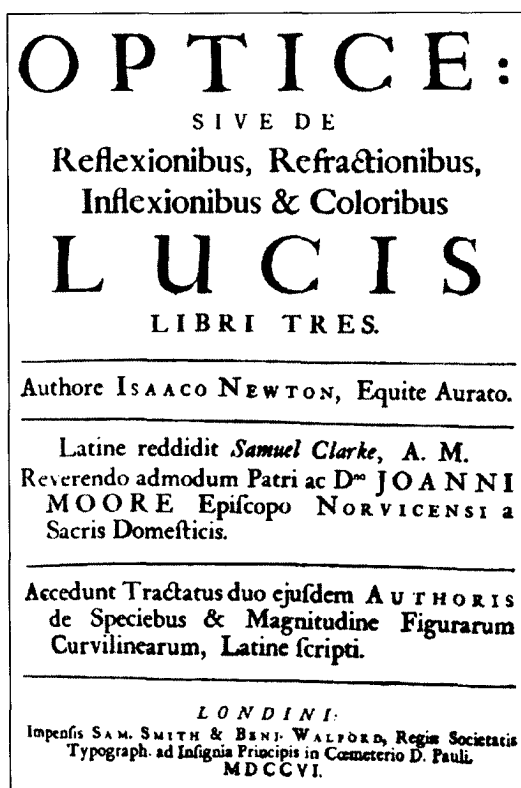 OPTICE:
SIVE DE
Reflexionibus, Refractionibus,
Inflexionibus & Coloribus
LUCIS
LIBRI TRES.
Authore ISAACO NEWTON, Equite Aurato.
Latine reddidit Samuel Clarke, A. M.
Reverendo admodum Patri ac Dno JOANNI
MOORE Epiſcopo NORVICENSI a
Sacris Domeſticis.
Accedunt Tractatus duo ejuſdem AUTHORIS
de Speciebus & Magnitudine Figurarum
Curvilinearum, Latine ſcripti.
LONDINI:
Impenſis SAM. SMITH & BENJ. WALFORD, Regiæ Societatis
Typograph. ad Inſignia Principis in Cœmeterio D. Pauli.
MDCCVI.